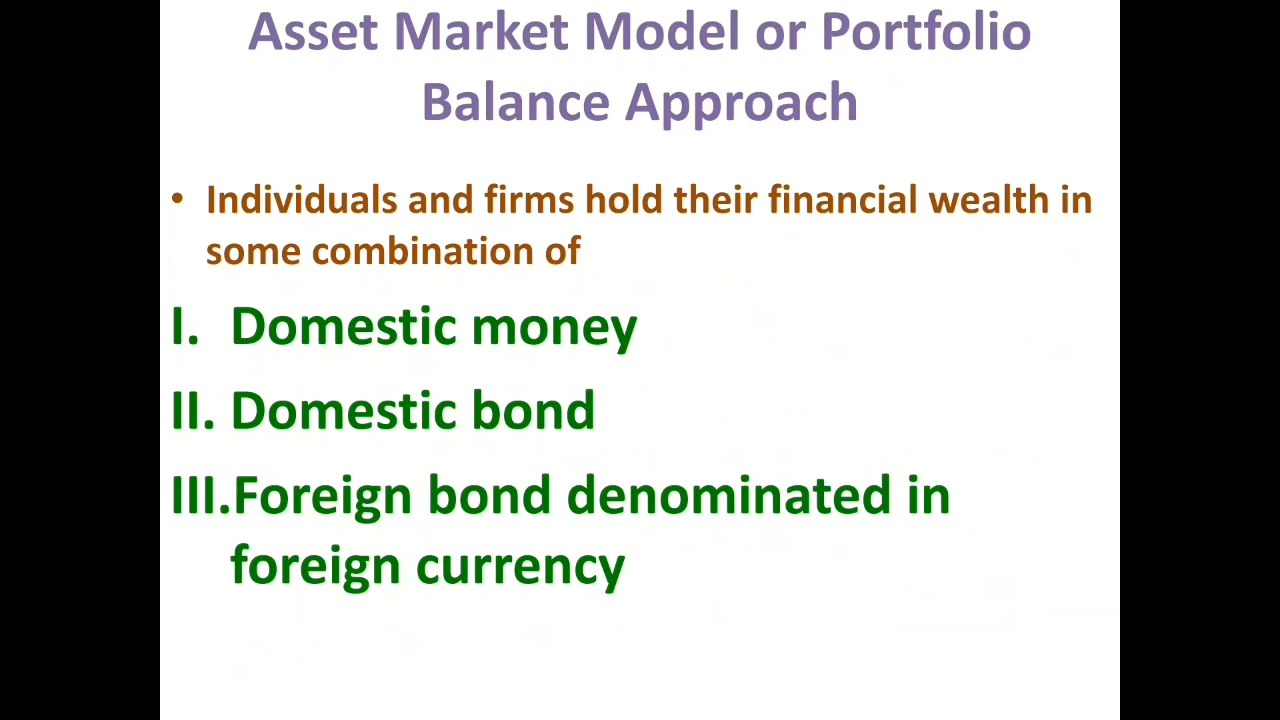 Asset Market Model or Portfolio
Balance Approach
• Individuals and firms hold their financial wealth in
some combination of
I. Domestic money
II. Domestic bond
III.Foreign bond denominated in
foreign currency